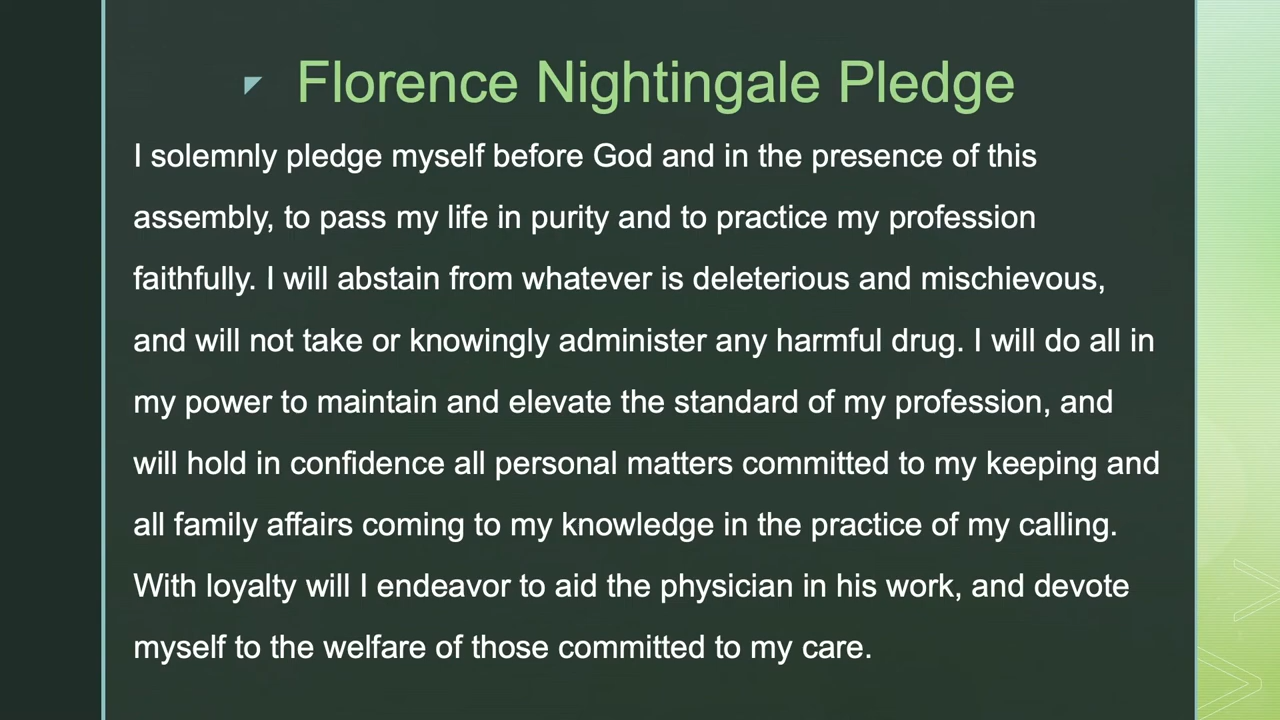 Florence Nightingale Pledge
I solemnly pledge myself before God and in the presence of this
assembly, to pass my life in purity and to practice my profession
faithfully. I will abstain from whatever is deleterious and mischievous,
and will not take or knowingly administer any harmful drug. I will do all in
my power to maintain and elevate the standard of my profession, and
will hold in confidence all personal matters committed to my keeping and
all family affairs coming to my knowledge in the practice of my calling.
With loyalty will I endeavor to aid the physician in his work, and devote
myself to the welfare of those committed to my care.